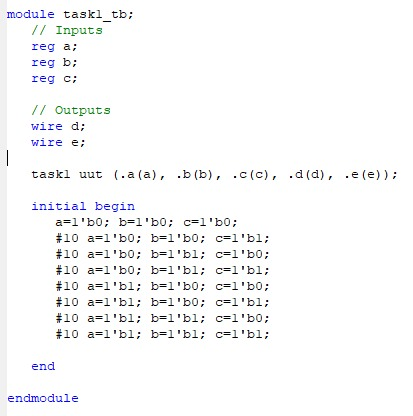 module task1_tb;
// Inputs
reg a;
reg b;
reg c;
// Outputs
wire d;
wire e;
task1 uut (.a(a), .b(b), .c(c), .d(d), .e(e));
initial begin
a=1'b0; b=1'b0; c=1'b0;
#10 a=1'b0; b=1'b0; c=1'b1;
#10 a=1'b0; b=1'b1; c=1'b0;
#10 a=1'b0; b=1'b1; c=1'b1;
#10 a=1'b1; b=1'b0; c=1'b0;
#10 a=1'b1; b=1'b0; c=1'b1;
#10 a=1'b1; b=1'b1; c=1'b0;
#10 a=1'b1; b=1'b1; c=1'b1;
end
endmodule